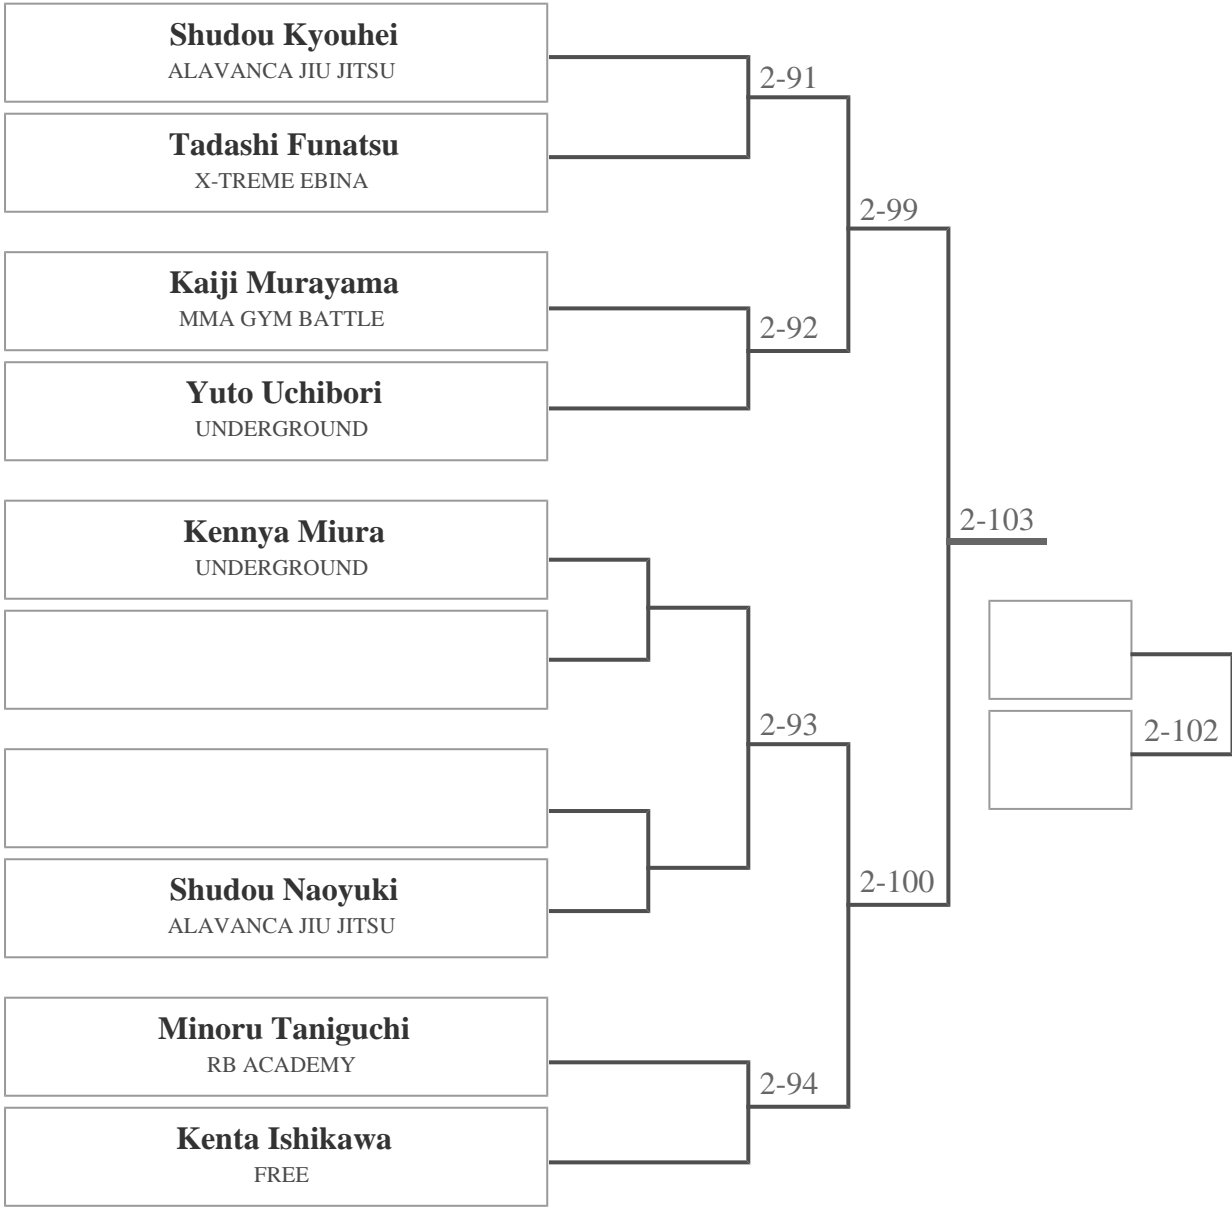 Shudou Kyouhei
ALAVANCA JIU JITSU
2-91
Tadashi Funatsu
X-TREME EBINA
2-99
Kaiji Murayama
MMA GYM BATTLE
2-92
Yuto Uchibori
UNDERGROUND
Kennya Miura
UNDERGROUND
2-103
2-93
2-102
Shudou Naoyuki
ALAVANCA JIU JITSU
2-100
Minoru Taniguchi
RB ACADEMY
2-94
Kenta Ishikawa
FREE